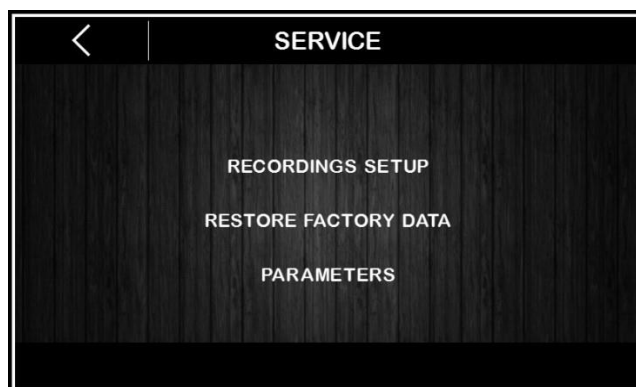 SERVICE
RECORDINGS SETUP
RESTORE FACTORY DATA
PARAMETERS